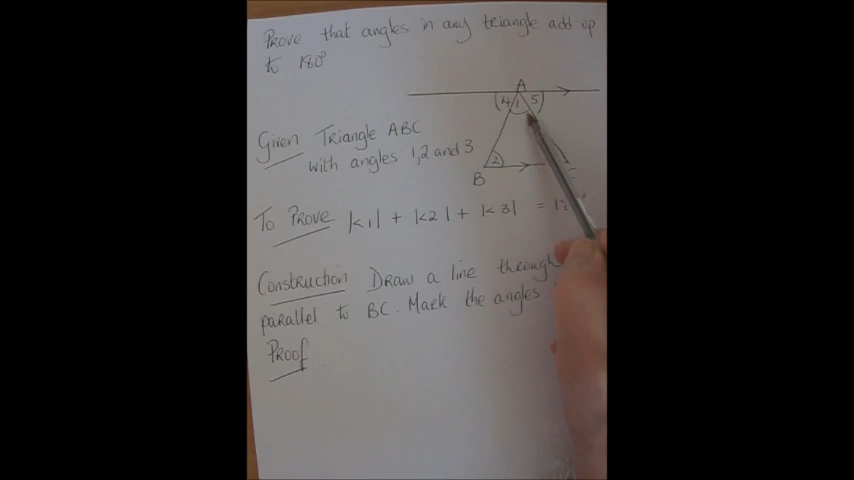 Prove that angles in any triangle add up
to 180°
A
4 1 5
Given Triangle ABC
with angles 1,2 and 3
2
B
To Prove |<1| + |<2| + |<3| =
Construction Draw a line through
parallel to BC. Mark the angles
Proof